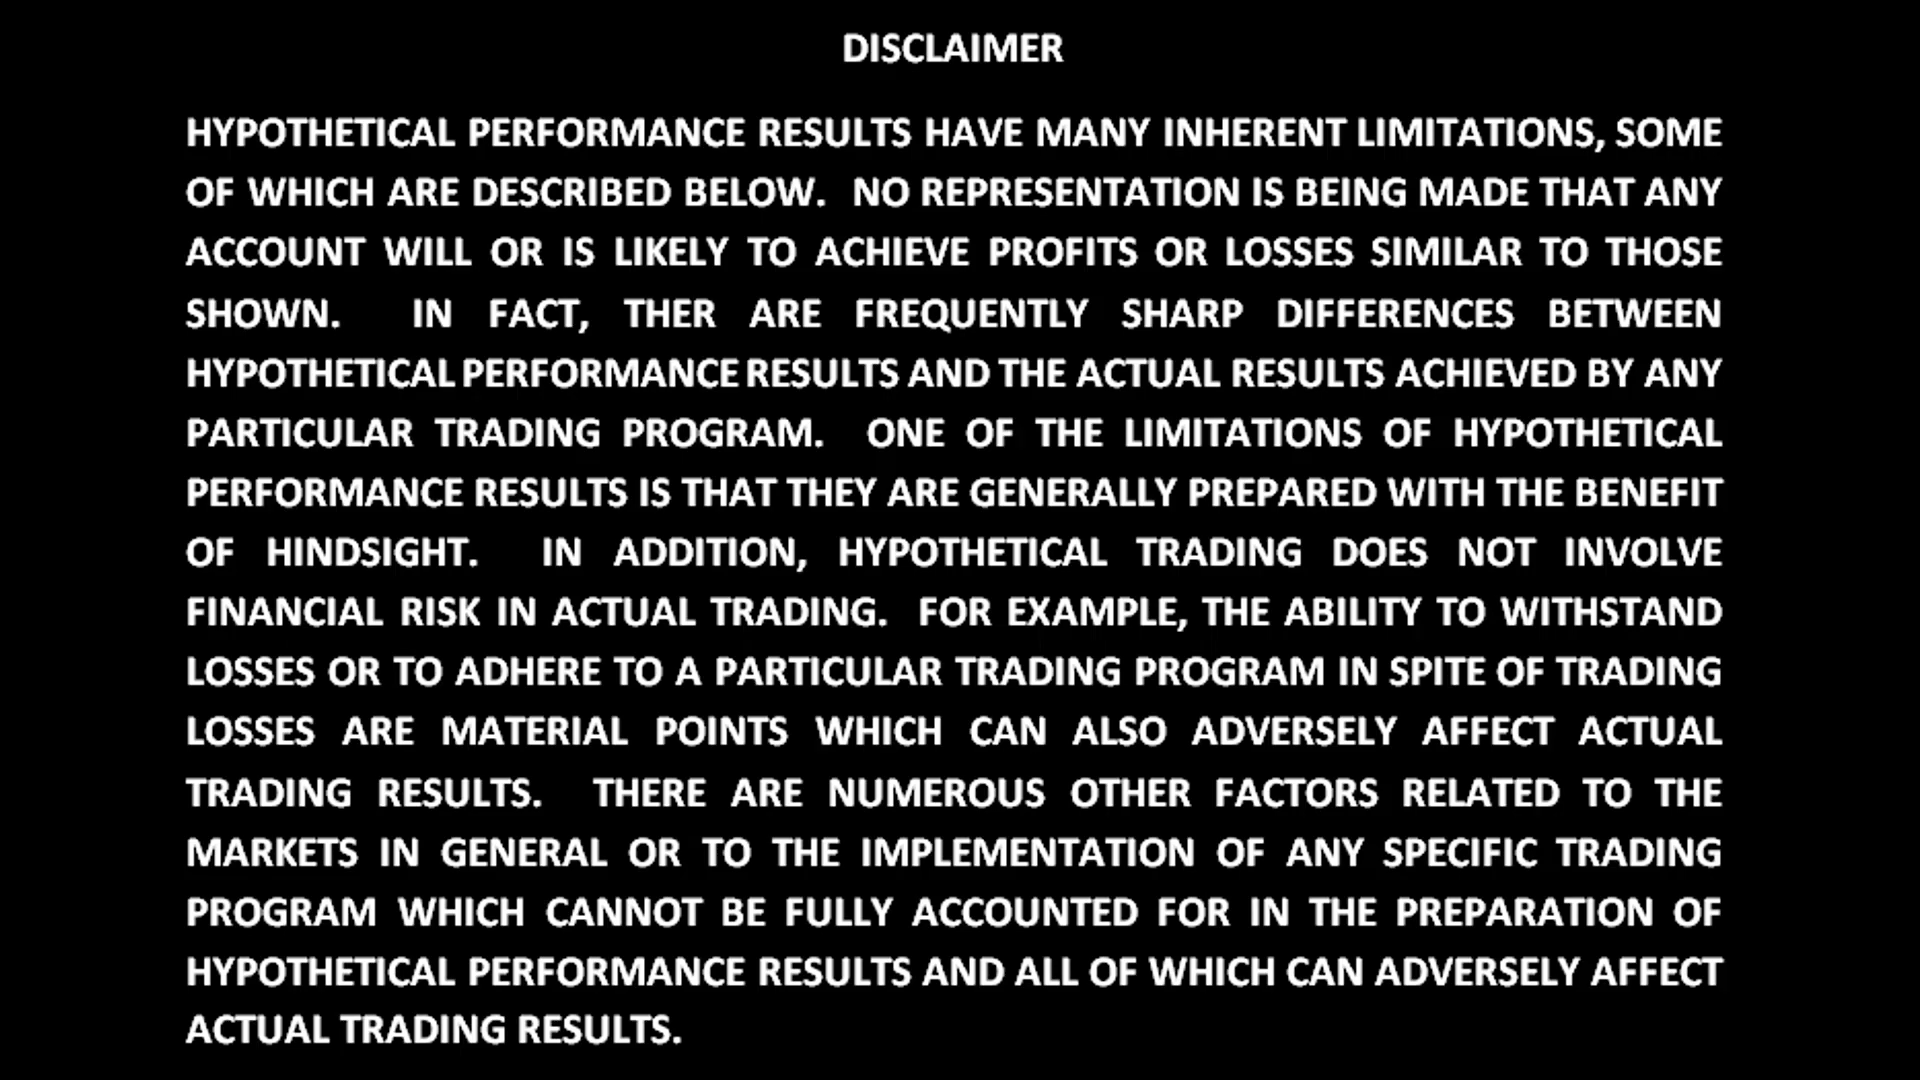 DISCLAIMER
HYPOTHETICAL PERFORMANCE RESULTS HAVE MANY INHERENT LIMITATIONS, SOME
OF WHICH ARE DESCRIBED BELOW. NO REPRESENTATION IS BEING MADE THAT ANY
ACCOUNT WILL OR IS LIKELY TO ACHIEVE PROFITS OR LOSSES SIMILAR TO THOSE
SHOWN. IN FACT, THER ARE FREQUENTLY SHARP DIFFERENCES BETWEEN
HYPOTHETICAL PERFORMANCE RESULTS AND THE ACTUAL RESULTS ACHIEVED BY ANY
PARTICULAR TRADING PROGRAM. ONE OF THE LIMITATIONS OF HYPOTHETICAL
PERFORMANCE RESULTS IS THAT THEY ARE GENERALLY PREPARED WITH THE BENEFIT
OF HINDSIGHT. IN ADDITION, HYPOTHETICAL TRADING DOES NOT INVOLVE
FINANCIAL RISK IN ACTUAL TRADING. FOR EXAMPLE, THE ABILITY TO WITHSTAND
LOSSES OR TO ADHERE TO A PARTICULAR TRADING PROGRAM IN SPITE OF TRADING
LOSSES ARE MATERIAL POINTS WHICH CAN ALSO ADVERSELY AFFECT ACTUAL
TRADING RESULTS. THERE ARE NUMEROUS OTHER FACTORS RELATED TO THE
MARKETS IN GENERAL OR TO THE IMPLEMENTATION OF ANY SPECIFIC TRADING
PROGRAM WHICH CANNOT BE FULLY ACCOUNTED FOR IN THE PREPARATION OF
HYPOTHETICAL PERFORMANCE RESULTS AND ALL OF WHICH CAN ADVERSELY AFFECT
ACTUAL TRADING RESULTS.